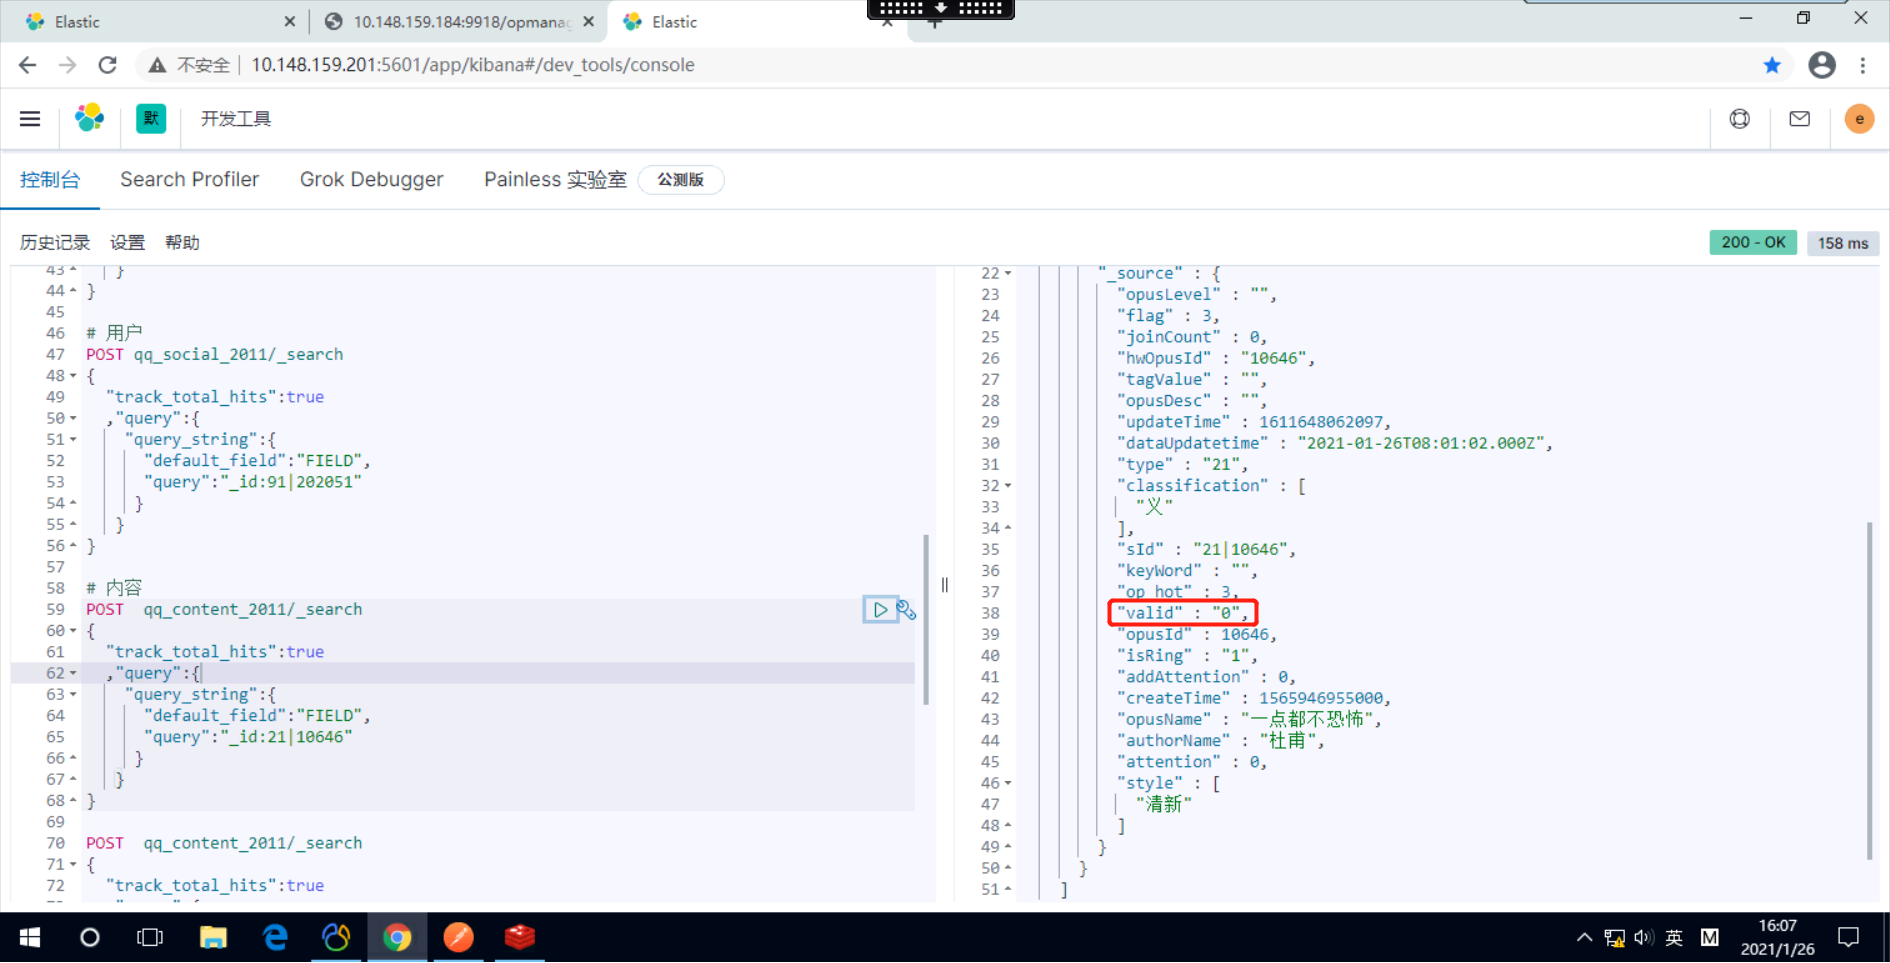 Elastic
10.148.159.184:9918/opmanag
Elastic
不安全
10.148.159.201:5601/app/kibana#/dev_tools/console
默
开发工具
e
控制台
Search Profiler
Grok Debugger
Painless 实验室
公测版
历史记录
设置
帮助
200 - OK
158 ms
43 }
44 }
45
46 # 用户
47 POST qq_social_2011/_search
48 {
49 "track_total_hits":true
50 ,"query":{
51 "query_string":{
52 "default_field":"FIELD",
53 "query":"_id:91|202051"
54 }
55 }
56 }
57
58 # 内容
59 POST  qq_content_2011/_search
60 {
61 "track_total_hits":true
62 ,"query":{
63 "query_string":{
64 "default_field":"FIELD",
65 "query":"_id:21|10646"
66 }
67 }
68 }
69
70 POST  qq_content_2011/_search
71 {
72 "track_total_hits":true
22 "_source" : {
23 "opusLevel" : "",
24 "flag" : 3,
25 "joinCount" : 0,
26 "hwOpusId" : "10646",
27 "tagValue" : "",
28 "opusDesc" : "",
29 "updateTime" : 1611648062097,
30 "dataUpdatetime" : "2021-01-26T08:01:02.000Z",
31 "type" : "21",
32 "classification" : [
33 "义"
34 ],
35 "sId" : "21|10646",
36 "keyWord" : "",
37 "op_hot" : 3,
38 "valid" : "0",
39 "opusId" : 10646,
40 "isRing" : "1",
41 "addAttention" : 0,
42 "createTime" : 1565946955000,
43 "opusName" : "一点都不恐怖",
44 "authorName" : "杜甫",
45 "attention" : 0,
46 "style" : [
47 "清新"
48 ]
49 }
50 }
51 ]
英
M
16:07
2021/1/26